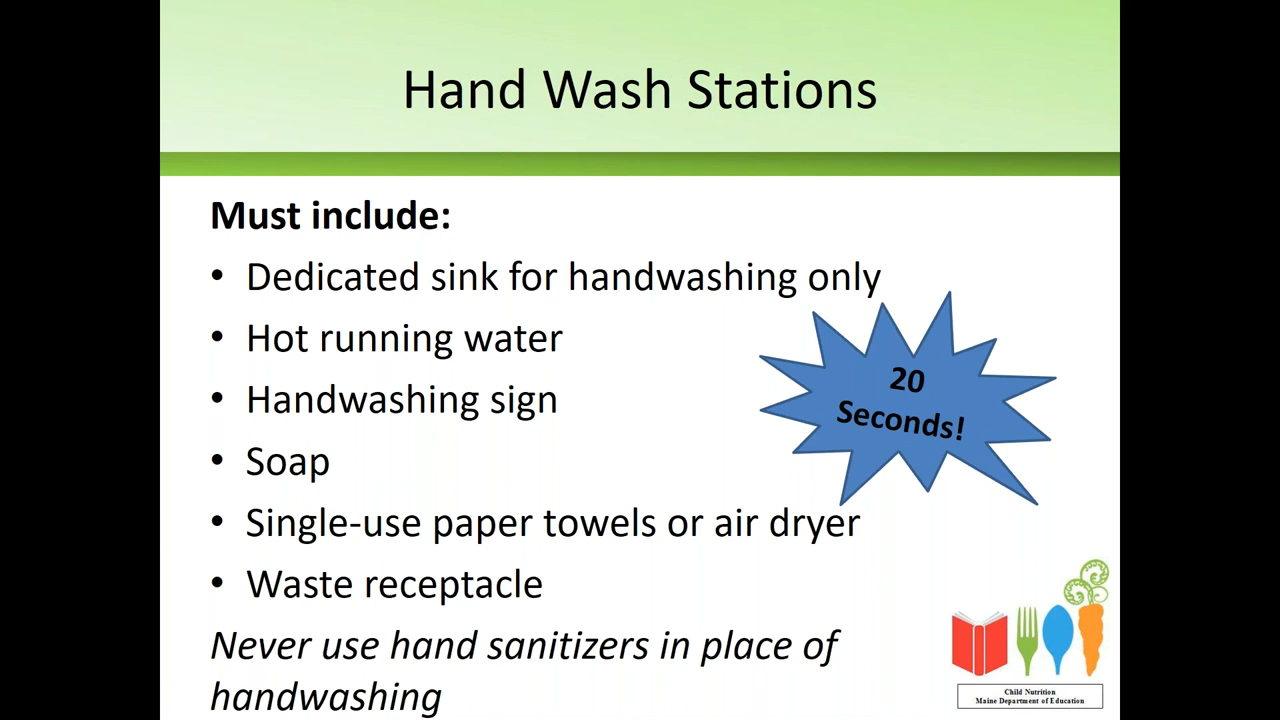 Hand Wash Stations
Must include:
• Dedicated sink for handwashing only
• Hot running water
• Handwashing sign
• Soap
• Single-use paper towels or air dryer
• Waste receptacle
Never use hand sanitizers in place of
handwashing
20
Seconds!
Child Nutrition
Maine Department of Education